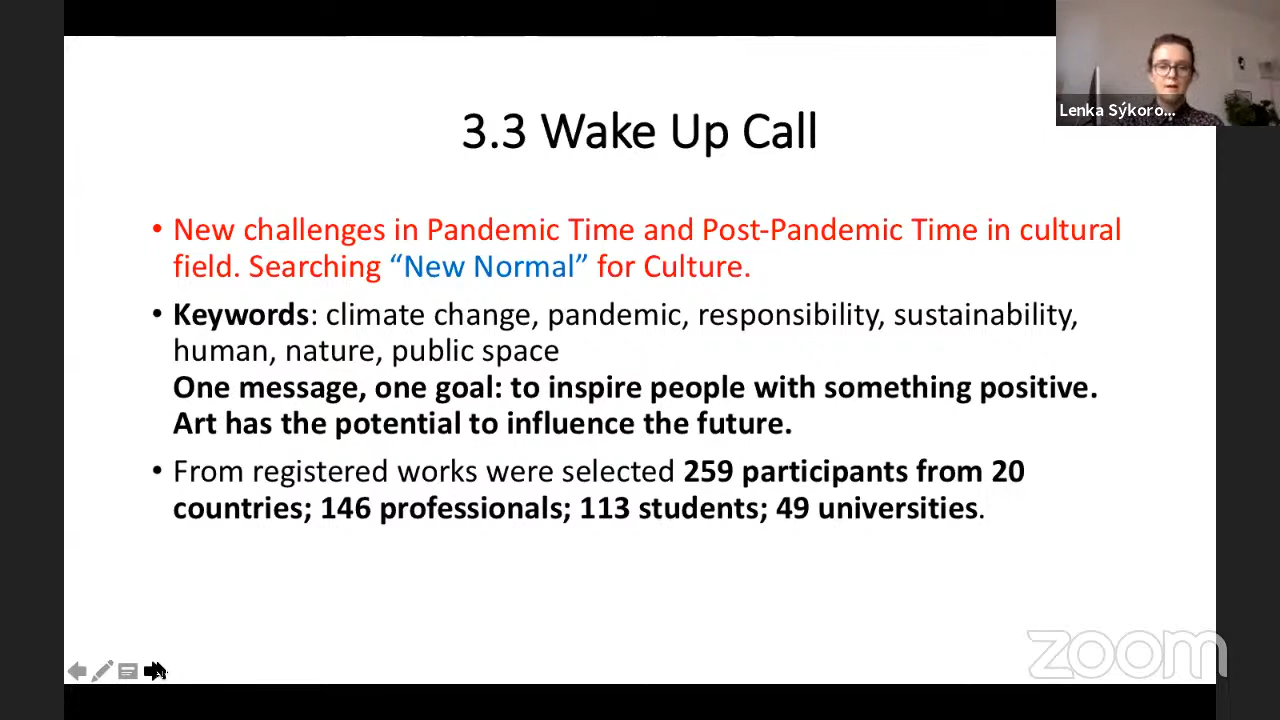 Lenka Sýkoro...
3.3 Wake Up Call
• New challenges in Pandemic Time and Post-Pandemic Time in cultural
field. Searching “New Normal” for Culture.
• Keywords: climate change, pandemic, responsibility, sustainability,
human, nature, public space
One message, one goal: to inspire people with something positive.
Art has the potential to influence the future.
• From registered works were selected 259 participants from 20
countries; 146 professionals; 113 students; 49 universities.
zoom